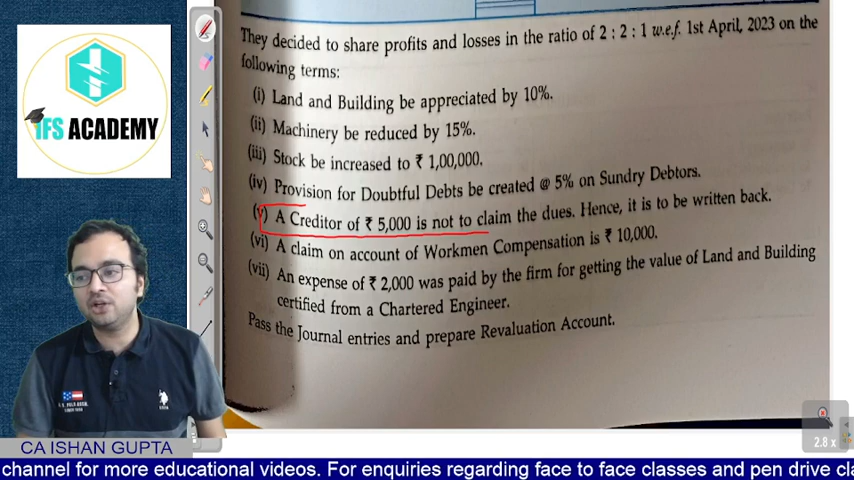 They decided to share profits and losses in the ratio of 2 : 2 : 1 w.e.f. 1st April, 2023 on the
following terms:
(i) Land and Building be appreciated by 10%.
(ii) Machinery be reduced by 15%.
(iii) Stock be increased to ₹ 1,00,000.
(iv) Provision for Doubtful Debts be created @ 5% on Sundry Debtors.
(v) A Creditor of ₹ 5,000 is not to claim the dues. Hence, it is to be written back.
(vi) A claim on account of Workmen Compensation is ₹ 10,000.
(vii) An expense of ₹ 2,000 was paid by the firm for getting the value of Land and Building
certified from a Chartered Engineer.
Pass the Journal entries and prepare Revaluation Account.
IFS ACADEMY
2.8 x
CA ISHAN GUPTA
channel for more educational videos. For enquiries regarding face to face classes and pen drive cla